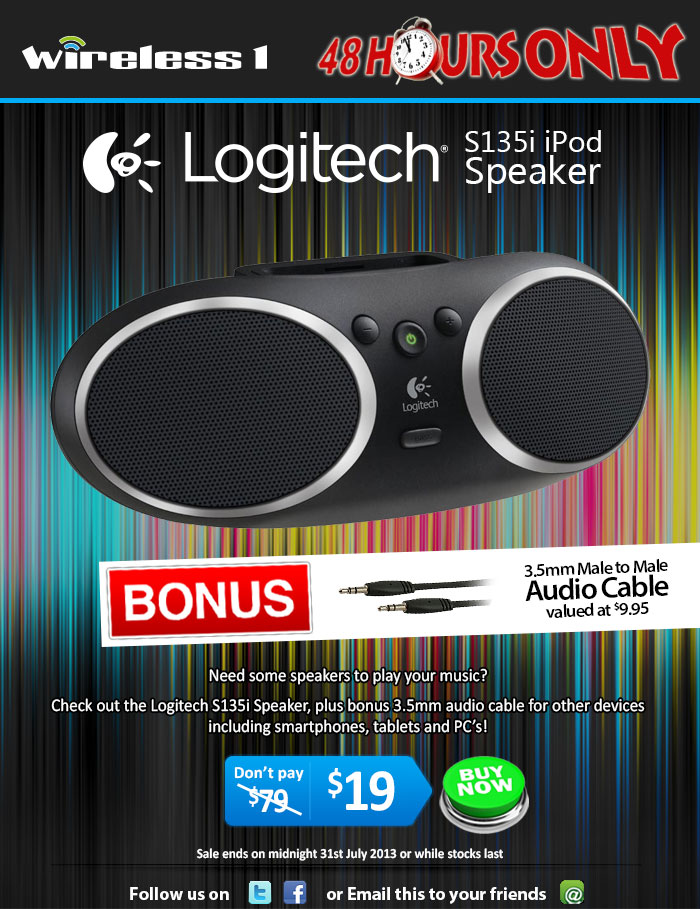 wireless 1
48 HOURS ONLY
Logitech® S135i iPod
Speaker
Logitech
BONUS
3.5mm Male to Male
Audio Cable
valued at $9.95
Need some speakers to play your music?
Check out the Logitech S135i Speaker, plus bonus 3.5mm audio cable for other devices
including smartphones, tablets and PC's!
Don't pay
$79
$19
BUY
NOW
Sale ends on midnight 31st July 2013 or while stocks last
Follow us on
or Email this to your friends @